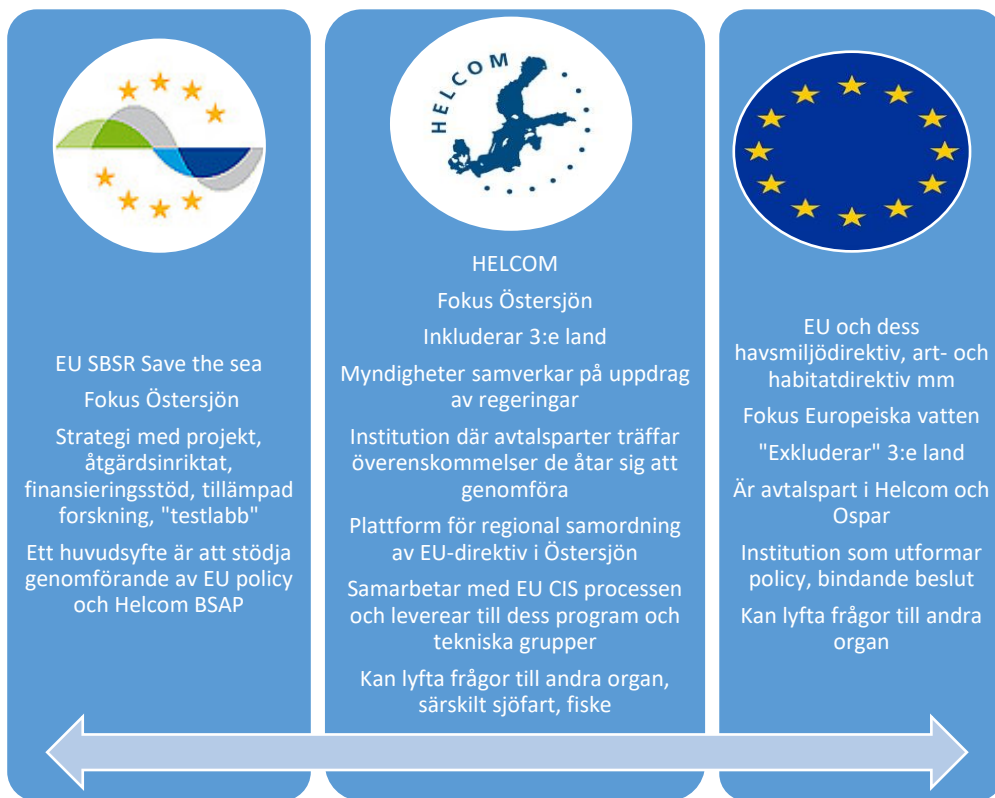 EU SBSR Save the sea
Fokus Östersjön
Strategi med projekt,
åtgärdsinriktat,
finansieringsstöd, tillämpad
forskning, "testlabb"
Ett huvudsyfte är att stödja
genomförande av EU policy
och Helcom BSAP
HELCOM
HELCOM
Fokus Östersjön
Inkluderar 3:e land
Myndigheter samverkar på uppdrag
av regeringar
Institution där avtalsparter träffar
överenskommelser de åtar sig att
genomföra
Plattform för regional samordning
av EU-direktiv i Östersjön
Samarbetar med EU CIS processen
och leverear till dess program och
tekniska grupper
Kan lyfta frågor till andra organ,
särskilt sjöfart, fiske
EU och dess
havsmiljödirektiv, art- och
habitatdirektiv mm
Fokus Europeiska vatten
"Exkluderar" 3:e land
Är avtalspart i Helcom och
Ospar
Institution som utformar
policy, bindande beslut
Kan lyfta frågor till andra
organ